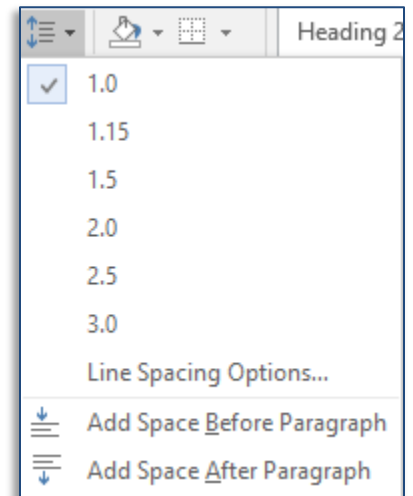 Heading 2
1.0
1.15
1.5
2.0
2.5
3.0
Line Spacing Options...
Add Space Before Paragraph
Add Space After Paragraph